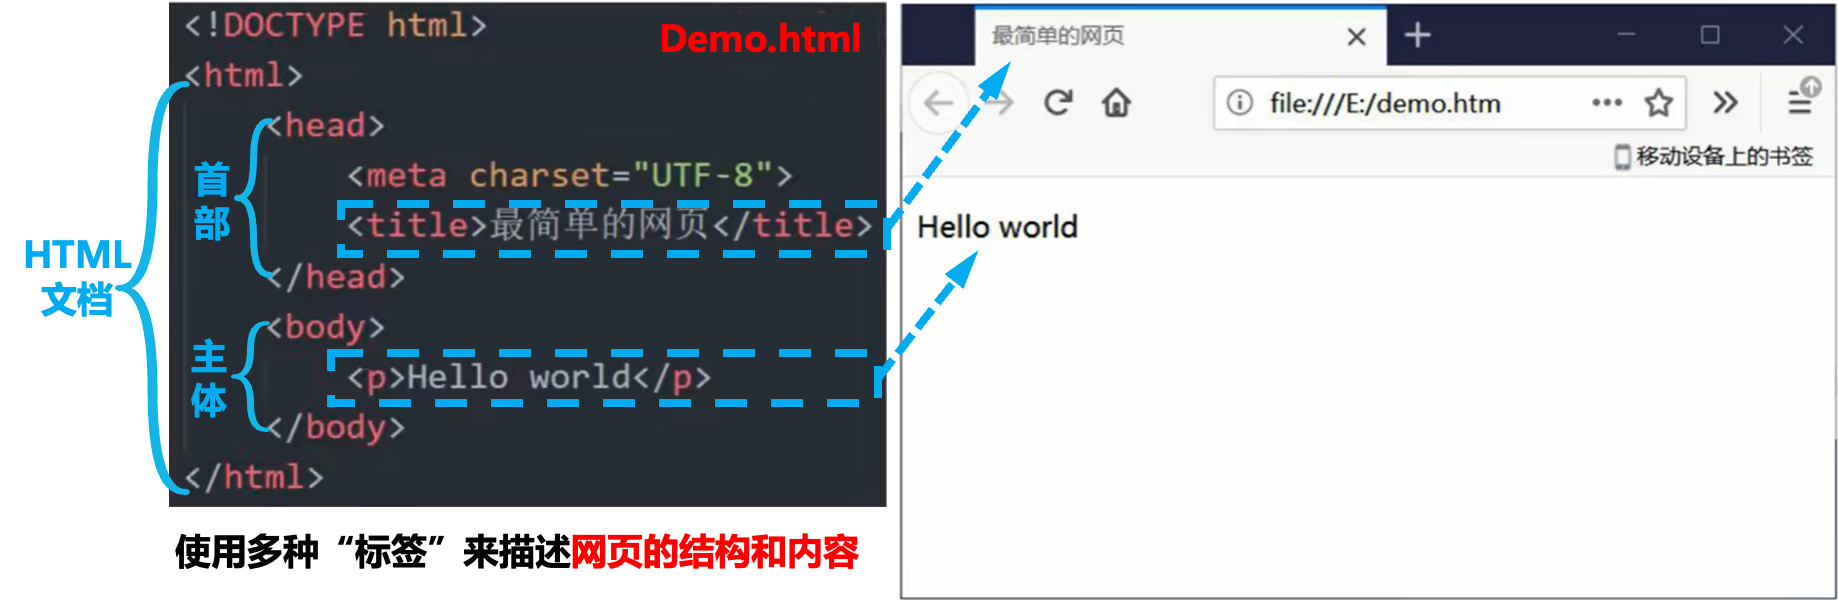 <!DOCTYPE html>
Demo.html
<html>
<head>
<meta charset="UTF-8">
<title>最简单的网页</title>
</head>
<body>
<p>Hello world</p>
</body>
</html>
HTML
文档
首部
主体
使用多种“标签”来描述网页的结构和内容
最简单的网页
file:///E:/demo.htm
移动设备上的书签
Hello world